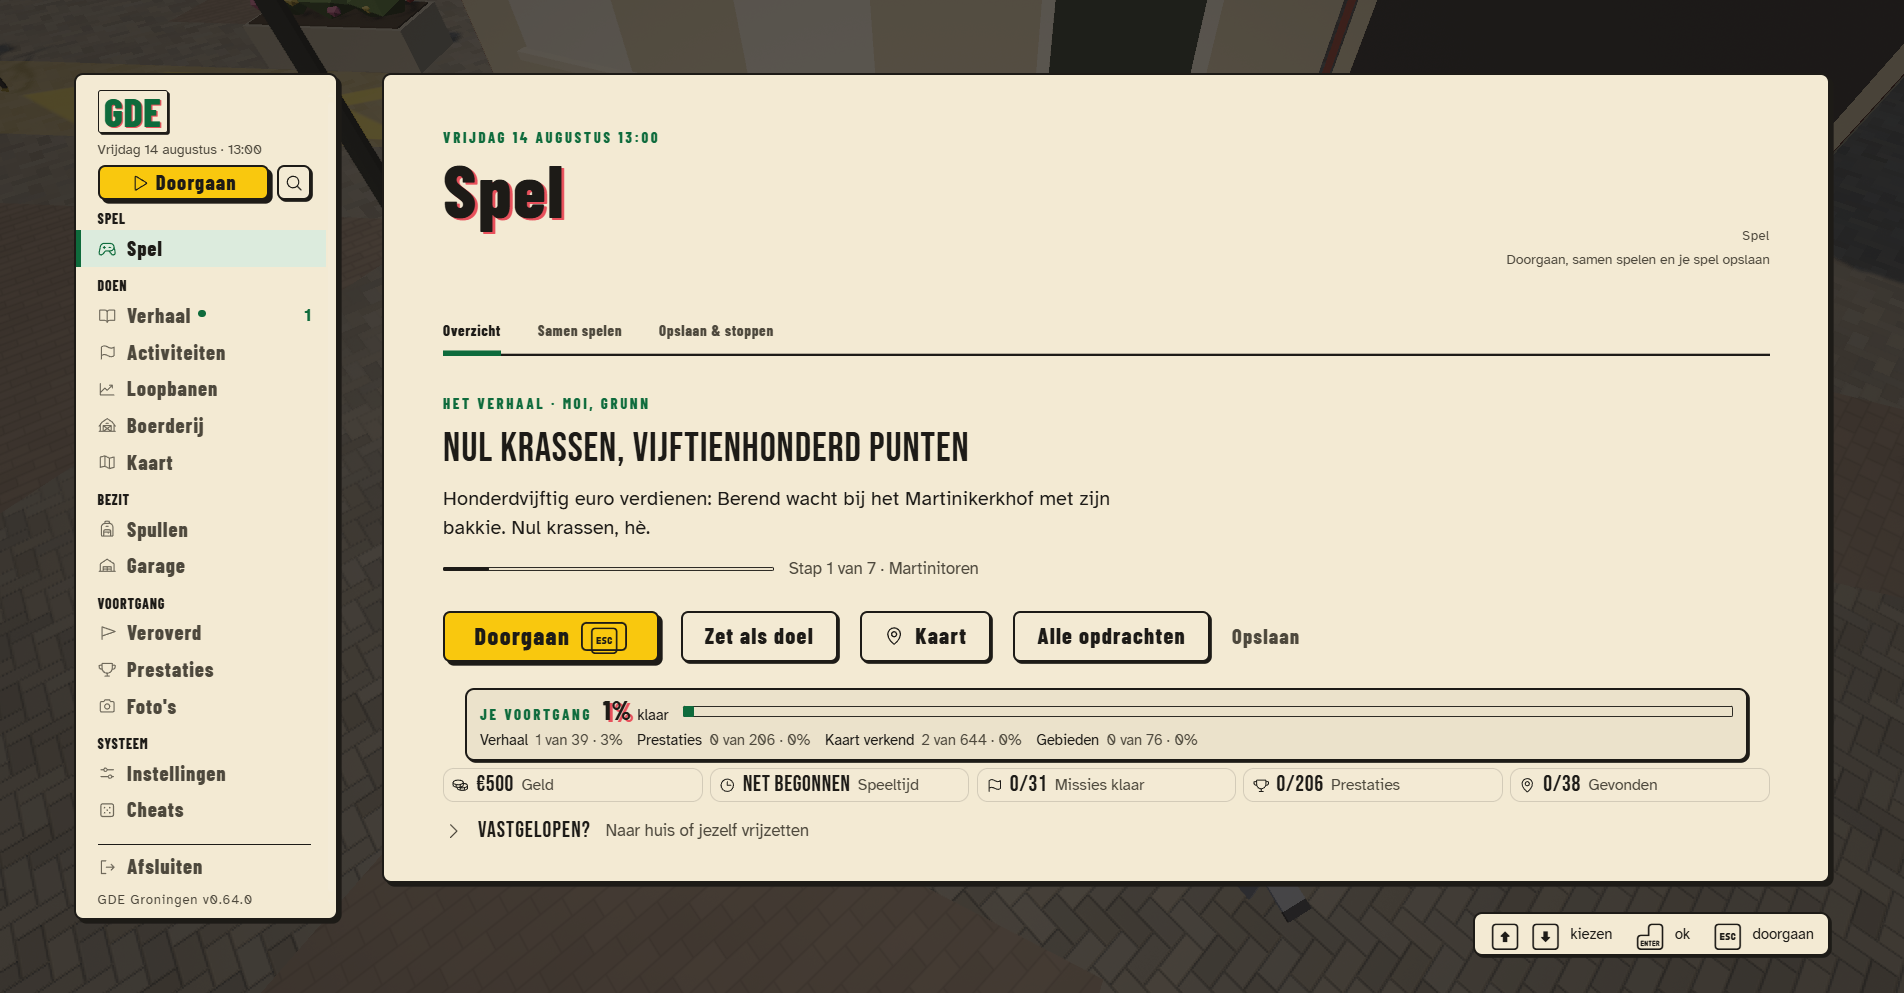 GDE
Vrijdag 14 augustus · 13:00
Doorgaan
SPEL
Spel
DOEN
Verhaal 1
Activiteiten
Loopbanen
Boerderij
Kaart
BEZIT
Spullen
Garage
VOORTGANG
Veroverd
Prestaties
Foto's
SYSTEEM
Instellingen
Cheats
Afsluiten
GDE Groningen v0.64.0
VRIJDAG 14 AUGUSTUS 13:00
Spel
Spel
Doorgaan, samen spelen en je spel opslaan
Overzicht Samen spelen Opslaan & stoppen
HET VERHAAL · MOI, GRUNN
NUL KRASSEN, VIJFTIENHONDERD PUNTEN
Honderdvijftig euro verdienen: Berend wacht bij het Martinikerkhof met zijn
bakkie. Nul krassen, hè.
Stap 1 van 7 · Martinitoren
Doorgaan ESC Zet als doel Kaart Alle opdrachten Opslaan
JE VOORTGANG 1% klaar
Verhaal 1 van 39 · 3% Prestaties 0 van 206 · 0% Kaart verkend 2 van 644 · 0% Gebieden 0 van 76 · 0%
€500 Geld NET BEGONNEN Speeltijd 0/31 Missies klaar 0/206 Prestaties 0/38 Gevonden
VASTGELOPEN? Naar huis of jezelf vrijzetten
kiezen ENTER ok ESC doorgaan